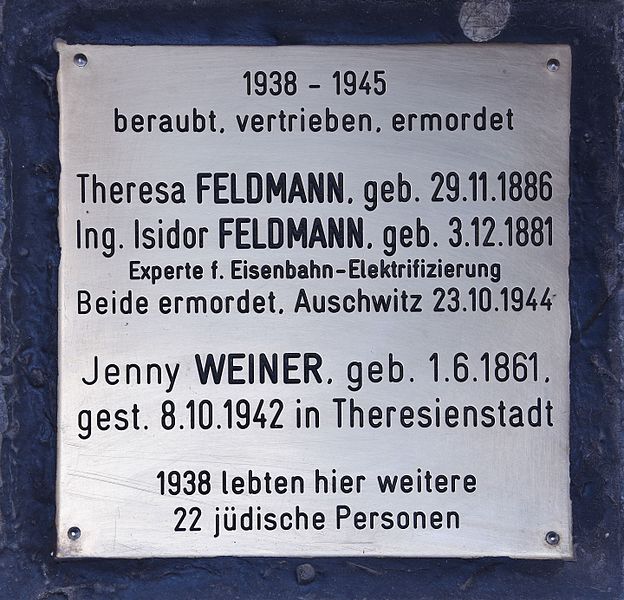 1938 - 1945
beraubt, vertrieben, ermordet
Theresa FELDMANN, geb. 29.11.1886
Ing. Isidor FELDMANN, geb. 3.12.1881
Experte f. Eisenbahn-Elektrifizierung
Beide ermordet, Auschwitz 23.10.1944
Jenny WEINER, geb. 1.6.1861,
gest. 8.10.1942 in Theresienstadt
1938 lebten hier weitere
22 jüdische Personen